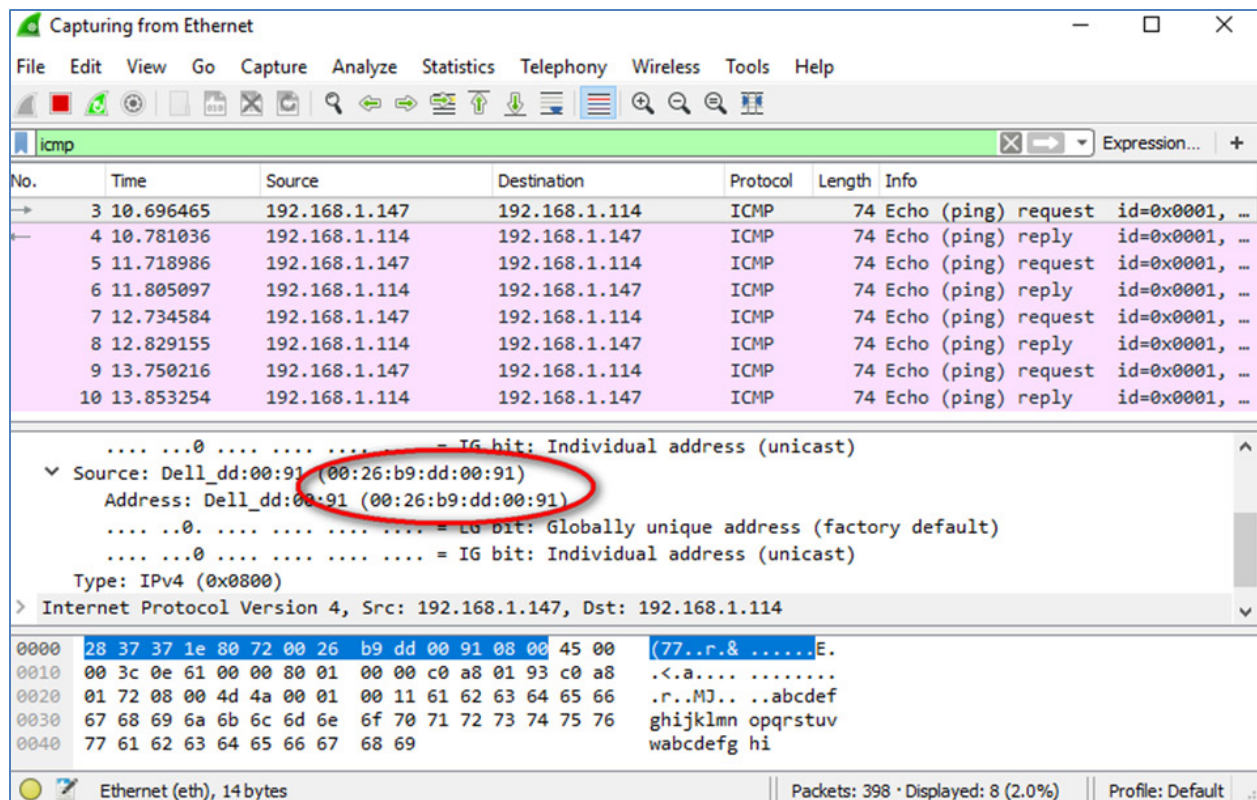 Capturing from Ethernet
File Edit View Go Capture Analyze Statistics Telephony Wireless Tools Help
icmp Expression... +
No. Time Source Destination Protocol Length Info
3 10.696465 192.168.1.147 192.168.1.114 ICMP 74 Echo (ping) request id=0x0001, …
4 10.781036 192.168.1.114 192.168.1.147 ICMP 74 Echo (ping) reply id=0x0001, …
5 11.718986 192.168.1.147 192.168.1.114 ICMP 74 Echo (ping) request id=0x0001, …
6 11.805097 192.168.1.114 192.168.1.147 ICMP 74 Echo (ping) reply id=0x0001, …
7 12.734584 192.168.1.147 192.168.1.114 ICMP 74 Echo (ping) request id=0x0001, …
8 12.829155 192.168.1.114 192.168.1.147 ICMP 74 Echo (ping) reply id=0x0001, …
9 13.750216 192.168.1.147 192.168.1.114 ICMP 74 Echo (ping) request id=0x0001, …
10 13.853254 192.168.1.114 192.168.1.147 ICMP 74 Echo (ping) reply id=0x0001, …
.... ...0 .... .... .... .... = IG bit: Individual address (unicast)
Source: Dell_dd:00:91 (00:26:b9:dd:00:91)
Address: Dell_dd:00:91 (00:26:b9:dd:00:91)
.... ..0. .... .... .... .... = LG bit: Globally unique address (factory default)
.... ...0 .... .... .... .... = IG bit: Individual address (unicast)
Type: IPv4 (0x0800)
Internet Protocol Version 4, Src: 192.168.1.147, Dst: 192.168.1.114
0000 28 37 37 1e 80 72 00 26 b9 dd 00 91 08 00 45 00 (77..r.& ......E.
0010 00 3c 0e 61 00 00 80 01 00 00 c0 a8 01 93 c0 a8 .<.a.... ........
0020 01 72 08 00 4d 4a 00 01 00 11 61 62 63 64 65 66 .r..MJ.. ..abcdef
0030 67 68 69 6a 6b 6c 6d 6e 6f 70 71 72 73 74 75 76 ghijklmn opqrstuv
0040 77 61 62 63 64 65 66 67 68 69 wabcdefg hi
Ethernet (eth), 14 bytes Packets: 398 · Displayed: 8 (2.0%) Profile: Default